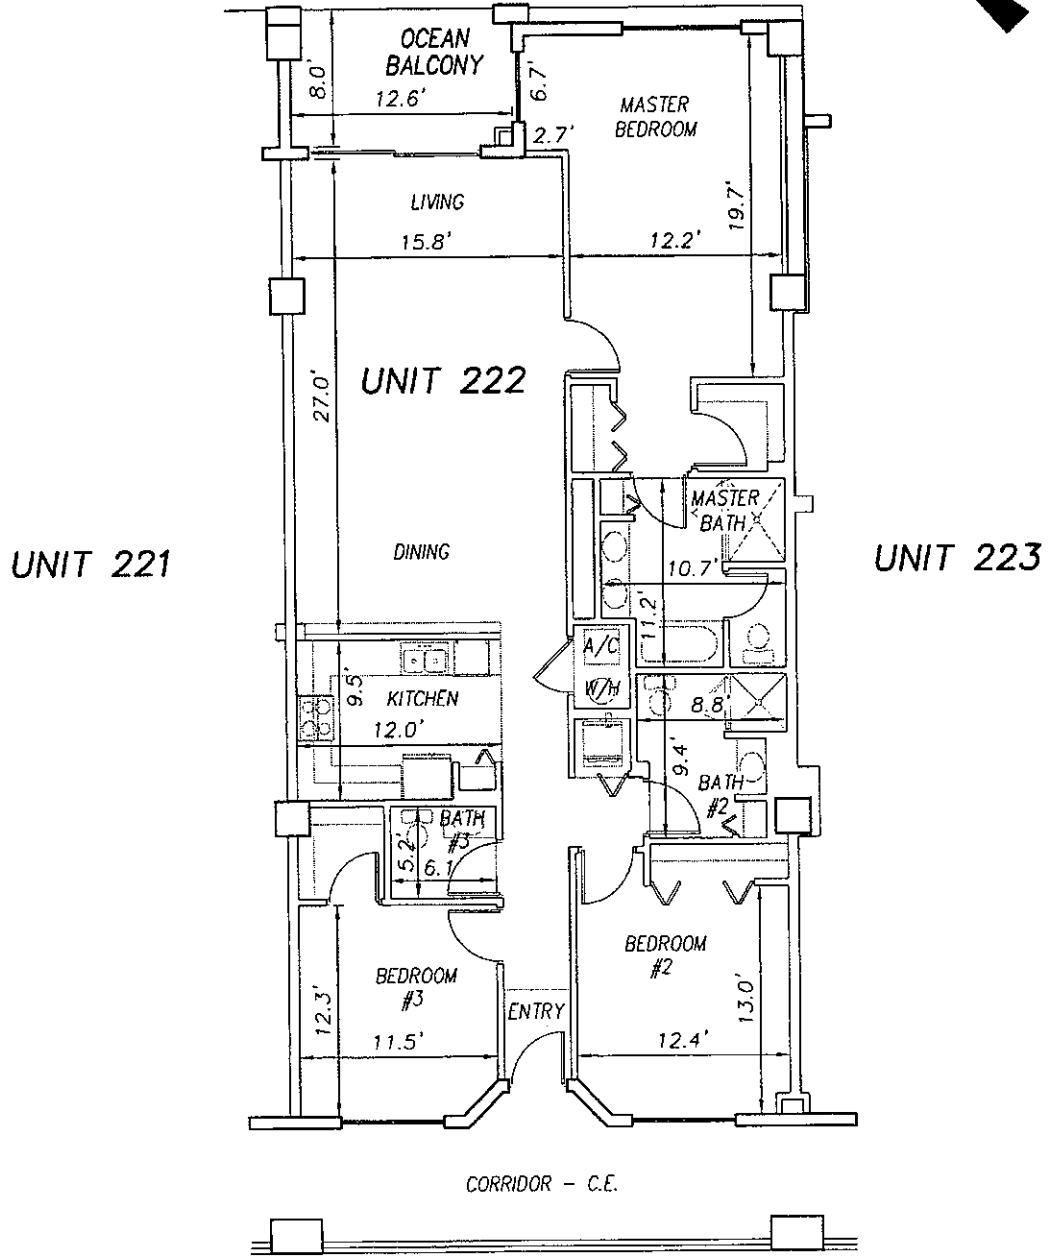 OCEAN
BALCONY
8.0'
12.6'
6.7'
2.7'
MASTER
BEDROOM
LIVING
15.8'
19.7'
12.2'
27.0'
UNIT 222
MASTER
BATH
DINING
UNIT 221
UNIT 223
10.7'
11.2'
A/C
W/H
KITCHEN
9.5'
12.0'
8.8'
9.4'
BATH
#2
BATH
#3
5.2'
6.1
BEDROOM
#2
BEDROOM
#3
12.3'
11.5'
ENTRY
13.0'
12.4'
CORRIDOR - C.E.